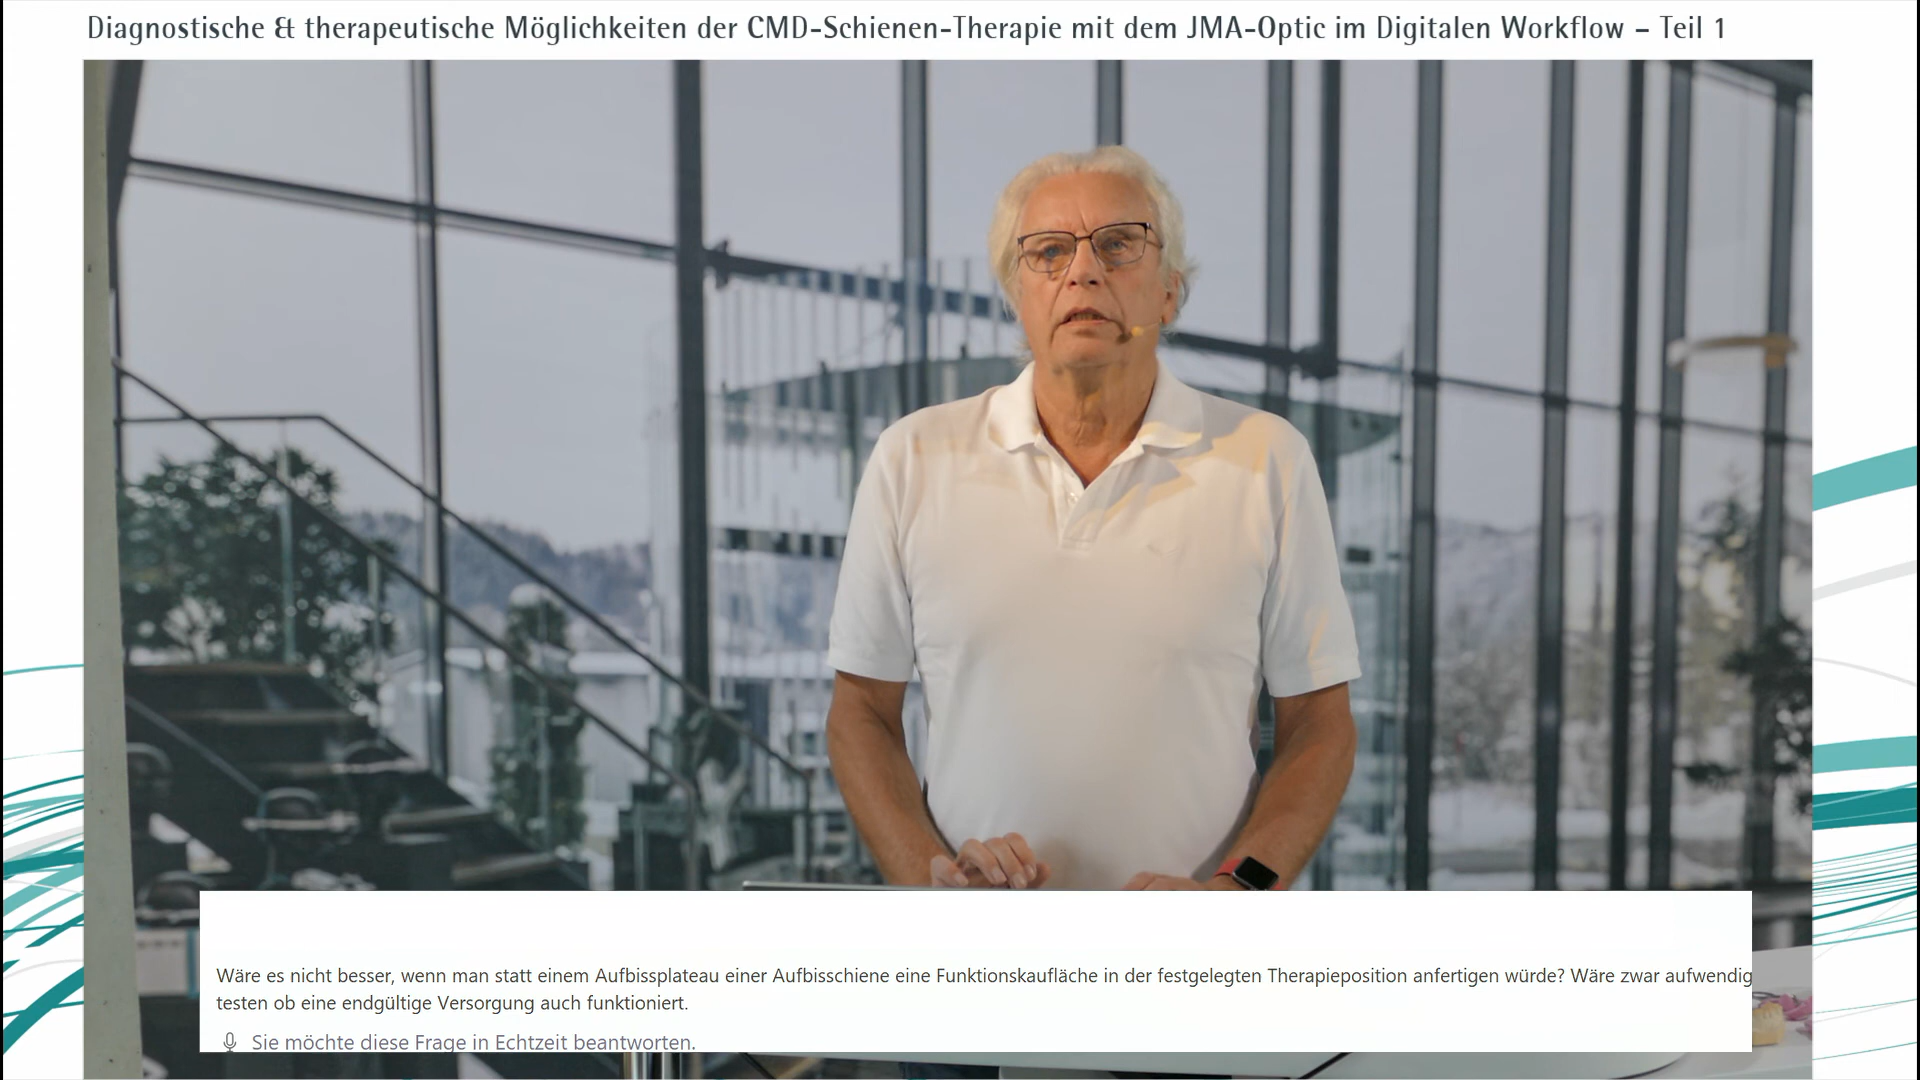 Diagnostische & therapeutische Möglichkeiten der CMD-Schienen-Therapie mit dem JMA-Optic im Digitalen Workflow – Teil 1
Wäre es nicht besser, wenn man statt einem Aufbissplateau einer Aufbisschiene eine Funktionskaufläche in der festgelegten Therapieposition anfertigen würde? Wäre zwar aufwendig
testen ob eine endgültige Versorgung auch funktioniert.
Sie möchte diese Frage in Echtzeit beantworten.